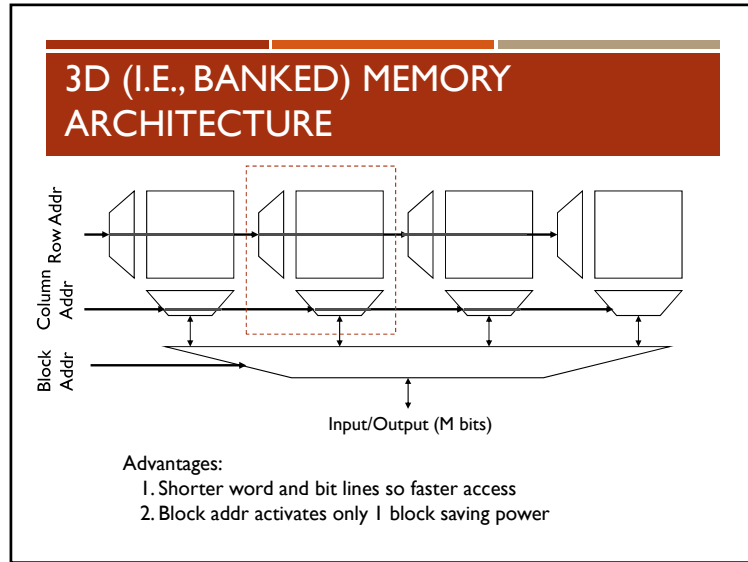 3D (I.E., BANKED) MEMORY
ARCHITECTURE
Row Addr
Column
Addr
Block
Addr
Input/Output (M bits)
Advantages:
1. Shorter word and bit lines so faster access
2. Block addr activates only 1 block saving power